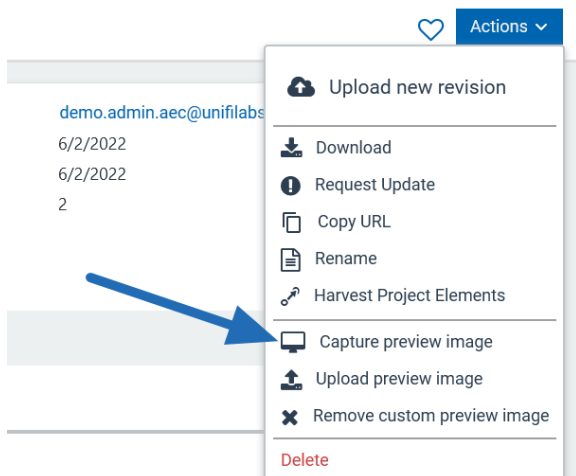 Actions
Upload new revision
demo.admin.aec@unifilabs
6/2/2022
6/2/2022
2
Download
Request Update
Copy URL
Rename
Harvest Project Elements
Capture preview image
Upload preview image
Remove custom preview image
Delete